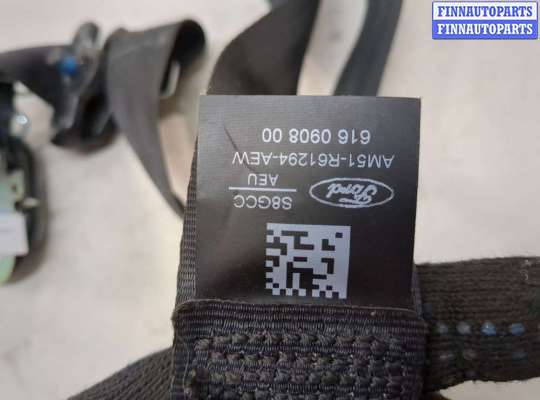 FINNAUTOPARTS
FINNAUTOPARTS
S8GCC
AEU
Ford
AM51-R61294-AEW
616 0908 00